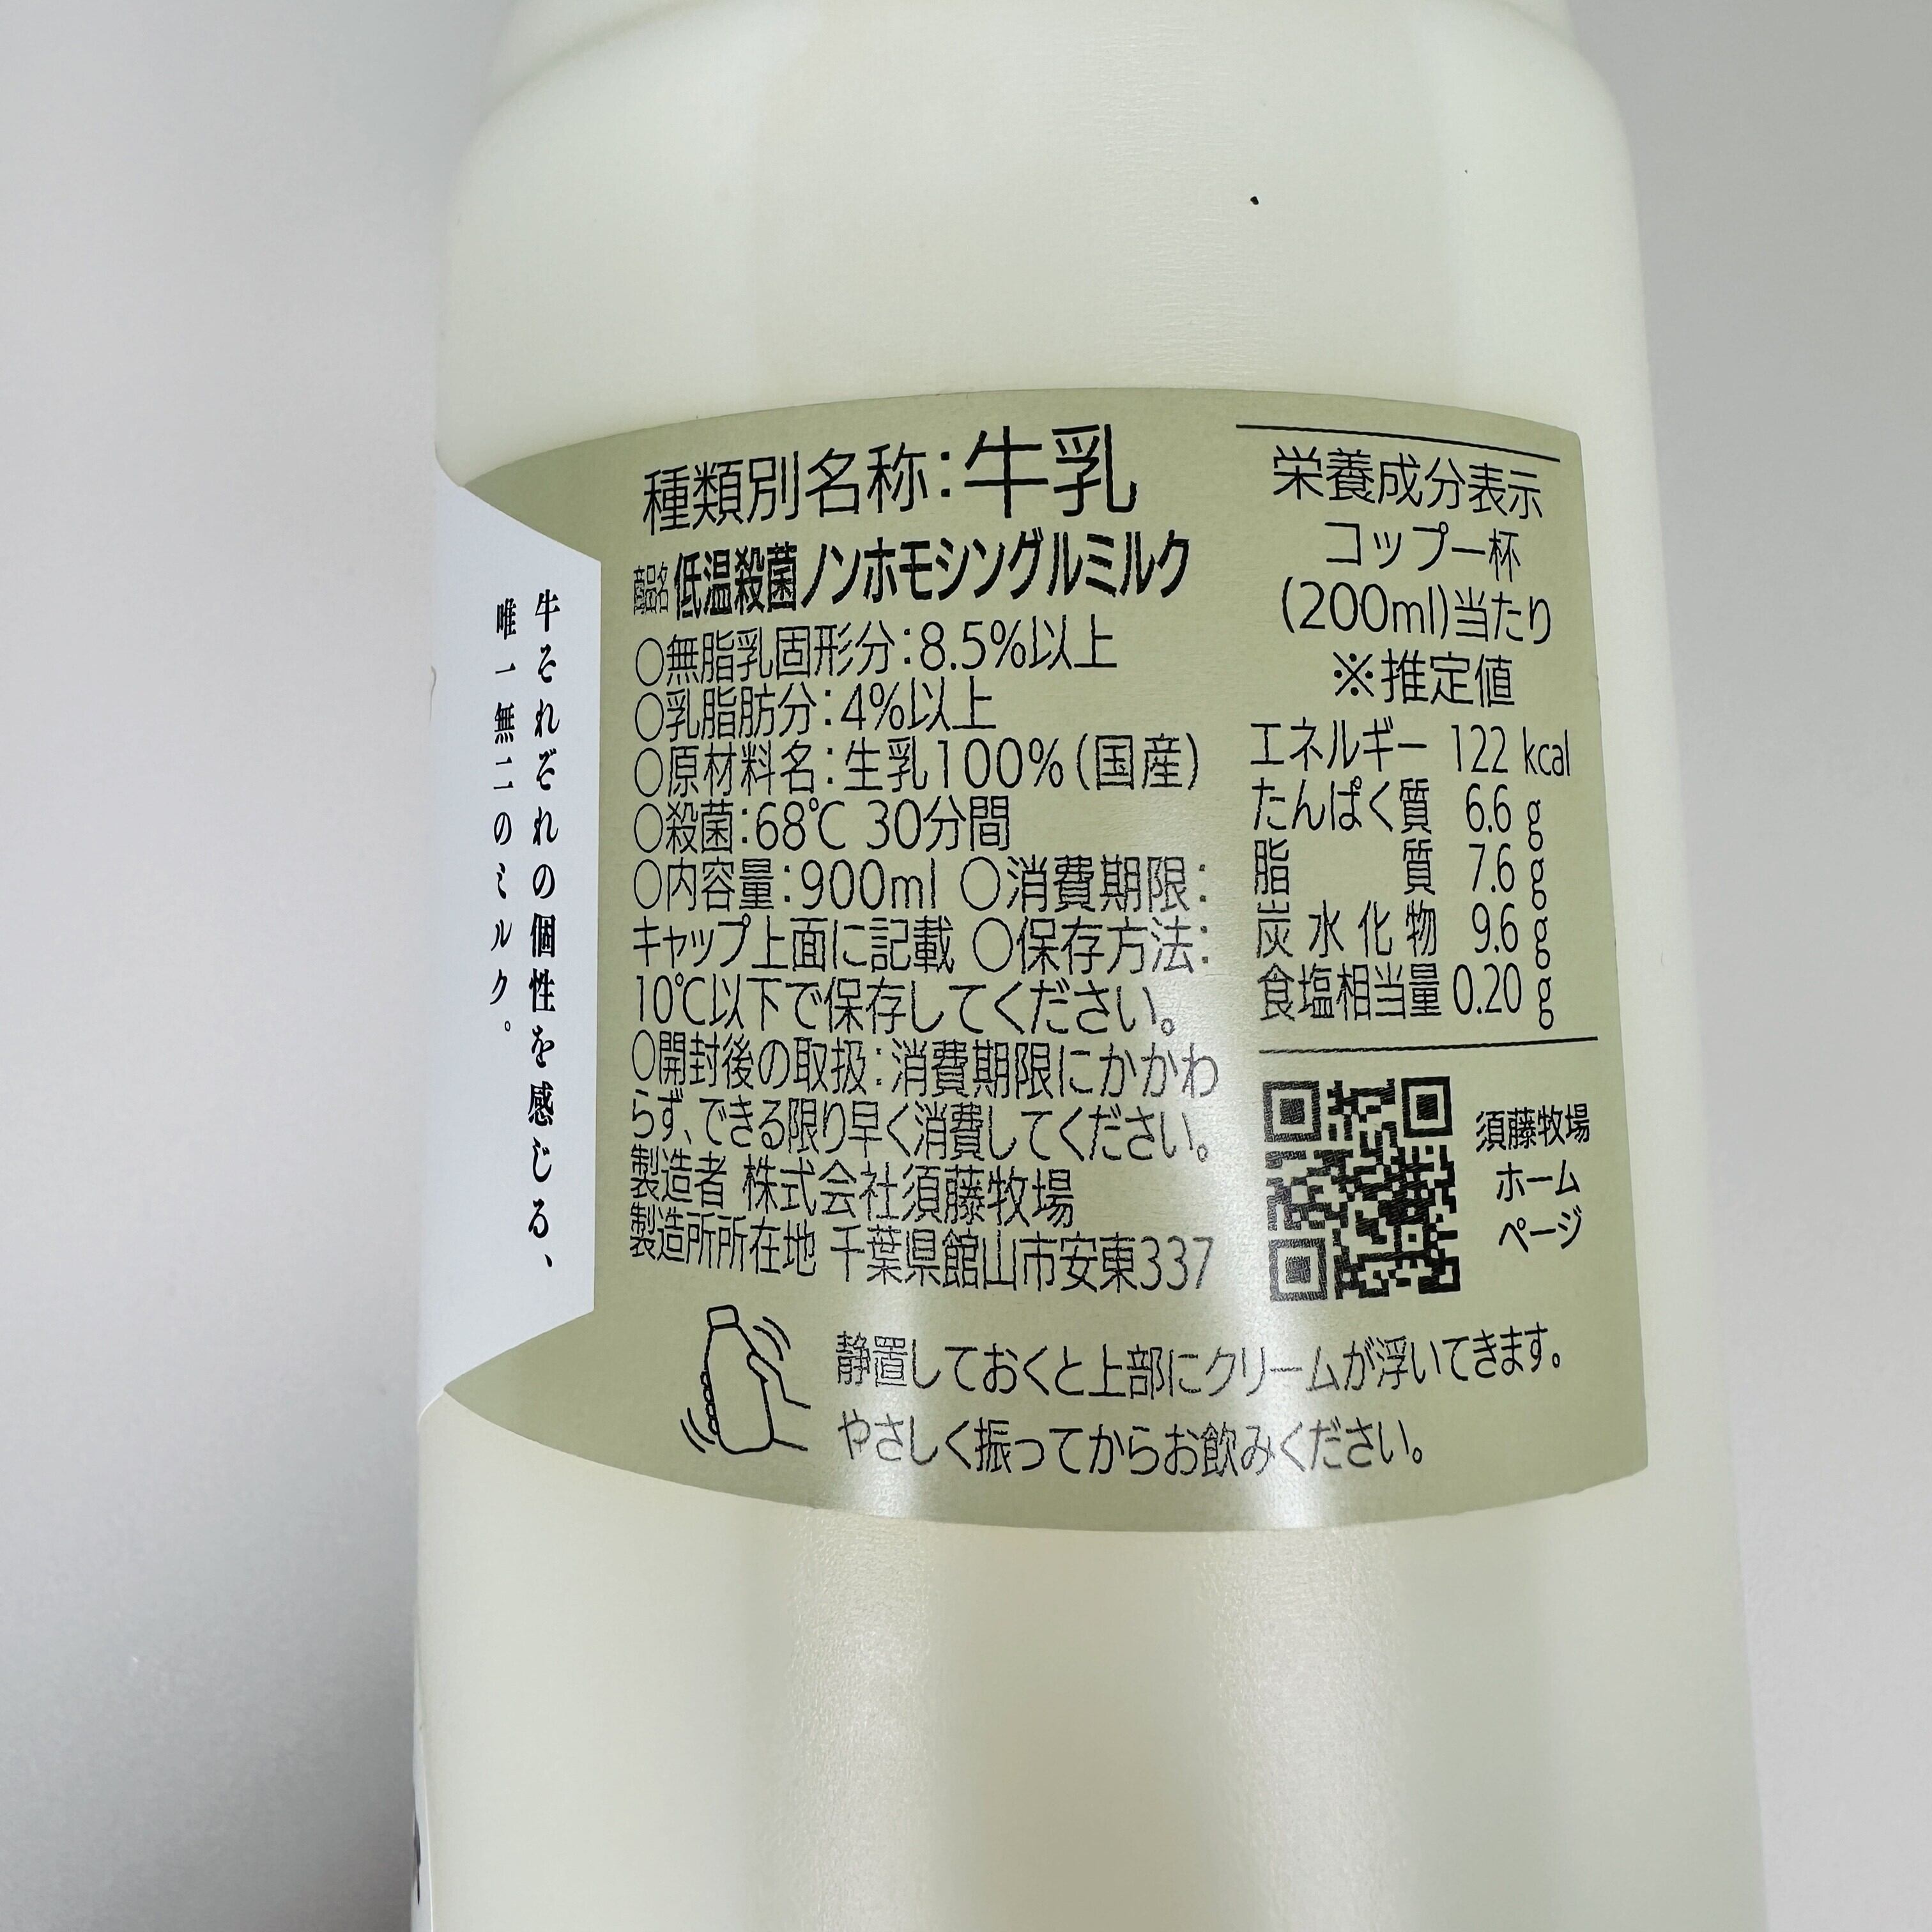 牛それぞれの個性を感じる、
唯一無二のミルク。
種類別名称：牛乳
商品名 低温殺菌ノンホモシングルミルク
○無脂乳固形分：8.5%以上
○乳脂肪分：4%以上
○原材料名：生乳100%(国産)
○殺菌：68℃ 30分間
○内容量：900ml ○消費期限：
キャップ上面に記載 ○保存方法：
10℃以下で保存してください。
○開封後の取扱：消費期限にかかわ
らず、できる限り早く消費してください。
製造者 株式会社須藤牧場
製造所所在地 千葉県館山市安東337
栄養成分表示
コップ一杯
(200ml)当たり
※推定値
エネルギー 122 kcal
たんぱく質 6.6 g
脂質 7.6 g
炭水化物 9.6 g
食塩相当量 0.20 g
須藤牧場
ホーム
ページ
静置しておくと上部にクリームが浮いてきます。
やさしく振ってからお飲みください。